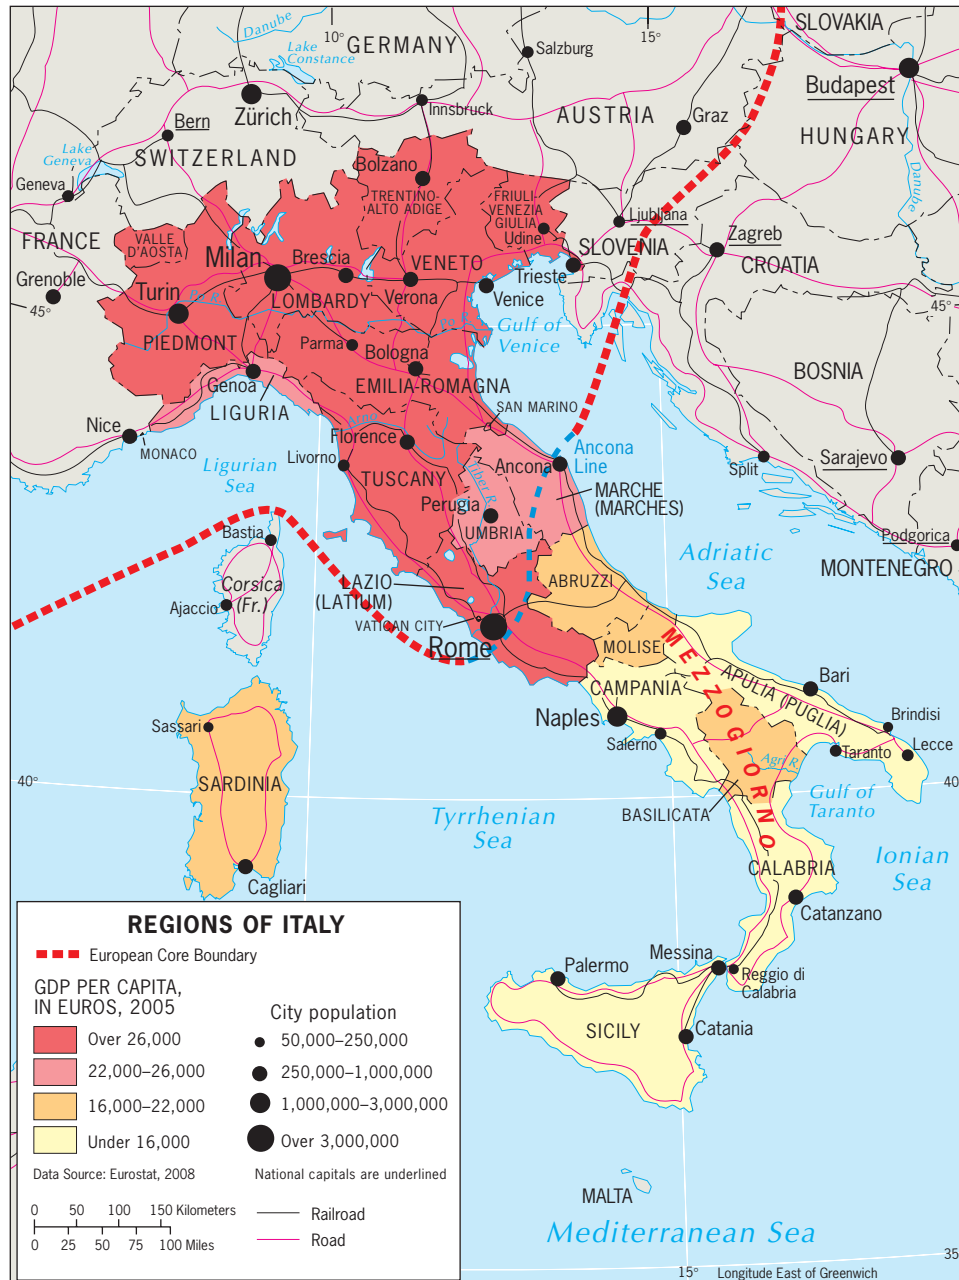 10°
15°
SLOVAKIA
Danube
Lake
Constance
GERMANY
Salzburg
Budapest
Zürich
Innsbruck
AUSTRIA
Graz
HUNGARY
Bern
Lake
Geneva
SWITZERLAND
Danube
Geneva
Bolzano
TRENTINO-
ALTO ADIGE
FRIULI-
VENEZIA
GIULIA
Udine
Ljubljana
Zagreb
FRANCE
VALLE
D'AOSTA
Milan
Brescia
VENETO
SLOVENIA
CROATIA
Grenoble
Trieste
Turin
Po R.
LOMBARDY
Verona
Venice
45°
45°
PIEDMONT
Parma
Po R.
Gulf of
Venice
Bologna
Genoa
EMILIA-ROMAGNA
BOSNIA
LIGURIA
SAN MARINO
Nice
MONACO
Arno
Florence
Ligurian
Sea
Livorno
Ancona
Ancona
Line
Split
Sarajevo
TUSCANY
Tiber R.
MARCHE
(MARCHES)
Perugia
UMBRIA
Bastia
Adriatic
Sea
Podgorica
MONTENEGRO
Corsica
(Fr.)
Ajaccio
LAZIO
(LATIUM)
ABRUZZI
VATICAN CITY
Rome
MOLISE
MEZZOGIORNO
CAMPANIA
APULIA (PUGLIA)
Bari
Sassari
Naples
Salerno
Brindisi
Lecce
Taranto
Agri R.
40°
SARDINIA
40
Gulf of
Taranto
Tyrrhenian
Sea
BASILICATA
Ionian
Sea
CALABRIA
Cagliari
Catanzano
Messina
Palermo
Reggio di
Calabria
SICILY
Catania
MALTA
Mediterranean Sea
35
15°
Longitude East of Greenwich
REGIONS OF ITALY
European Core Boundary
GDP PER CAPITA,
IN EUROS, 2005
Over 26,000
22,000–26,000
16,000–22,000
Under 16,000
City population
50,000–250,000
250,000–1,000,000
1,000,000–3,000,000
Over 3,000,000
Data Source: Eurostat, 2008
National capitals are underlined
0 50 100 150 Kilometers
0 25 50 75 100 Miles
Railroad
Road